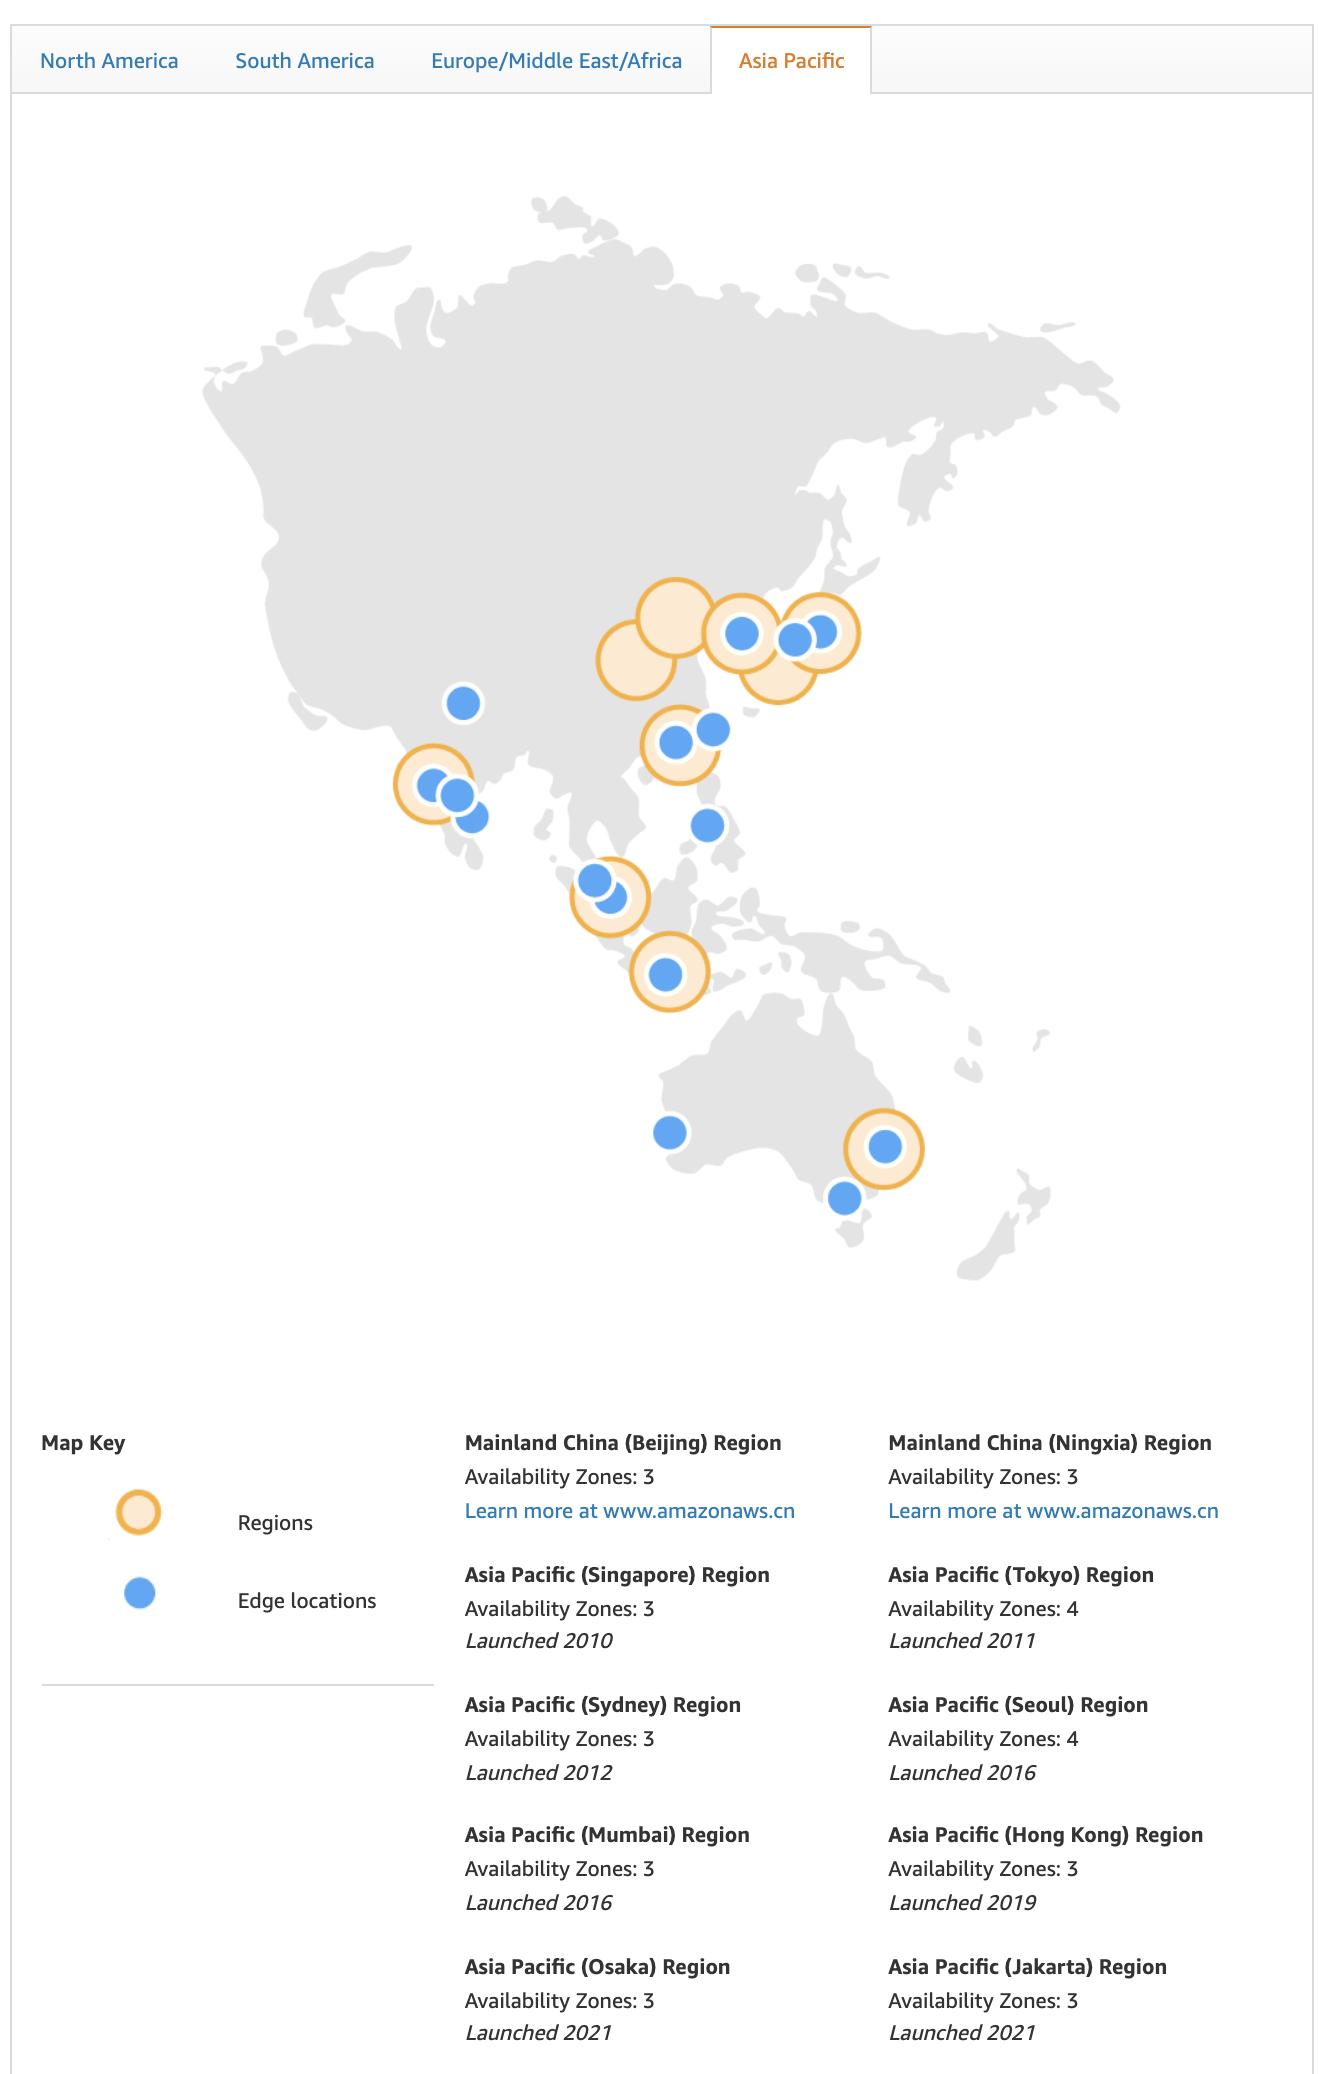 North America
South America
Europe/Middle East/Africa
Asia Pacific
Map Key
Regions
Edge locations
Mainland China (Beijing) Region
Availability Zones: 3
Learn more at www.amazonaws.cn
Mainland China (Ningxia) Region
Availability Zones: 3
Learn more at www.amazonaws.cn
Asia Pacific (Singapore) Region
Availability Zones: 3
Launched 2010
Asia Pacific (Tokyo) Region
Availability Zones: 4
Launched 2011
Asia Pacific (Sydney) Region
Availability Zones: 3
Launched 2012
Asia Pacific (Seoul) Region
Availability Zones: 4
Launched 2016
Asia Pacific (Mumbai) Region
Availability Zones: 3
Launched 2016
Asia Pacific (Hong Kong) Region
Availability Zones: 3
Launched 2019
Asia Pacific (Osaka) Region
Availability Zones: 3
Launched 2021
Asia Pacific (Jakarta) Region
Availability Zones: 3
Launched 2021